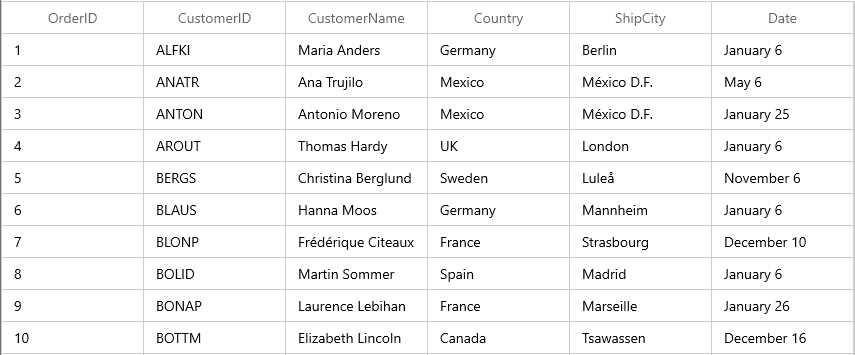 OrderID CustomerID CustomerName Country ShipCity Date
1 ALFKI Maria Anders Germany Berlin January 6
2 ANATR Ana Trujilo Mexico México D.F. May 6
3 ANTON Antonio Moreno Mexico México D.F. January 25
4 AROUT Thomas Hardy UK London January 6
5 BERGS Christina Berglund Sweden Luleå November 6
6 BLAUS Hanna Moos Germany Mannheim January 6
7 BLONP Frédérique Citeaux France Strasbourg December 10
8 BOLID Martin Sommer Spain Madrid January 6
9 BONAP Laurence Lebihan France Marseille January 26
10 BOTTM Elizabeth Lincoln Canada Tsawassen December 16